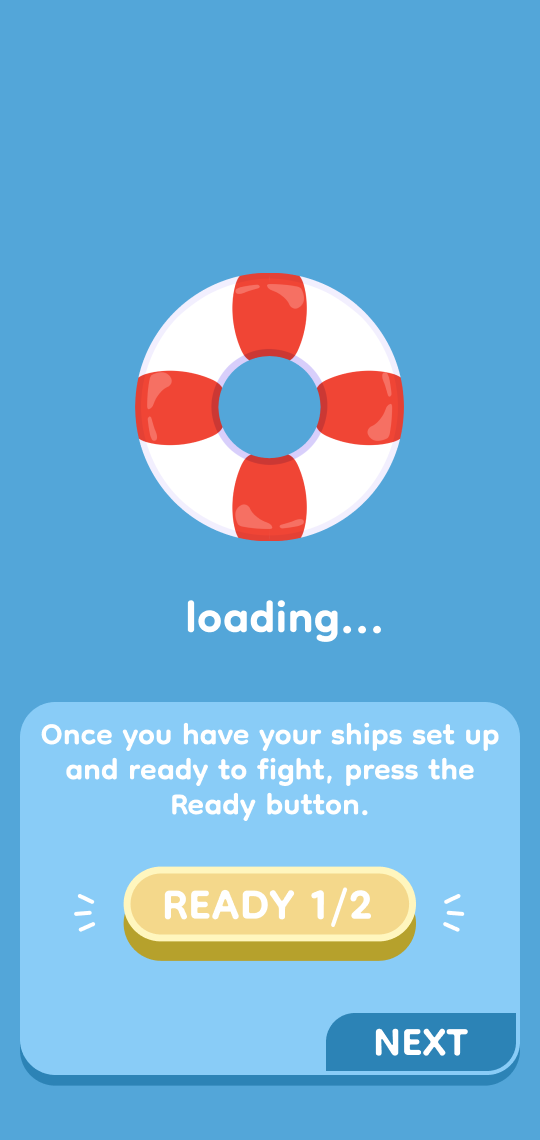 loading...
Once you have your ships set up
and ready to fight, press the
Ready button.
READY 1/2
NEXT